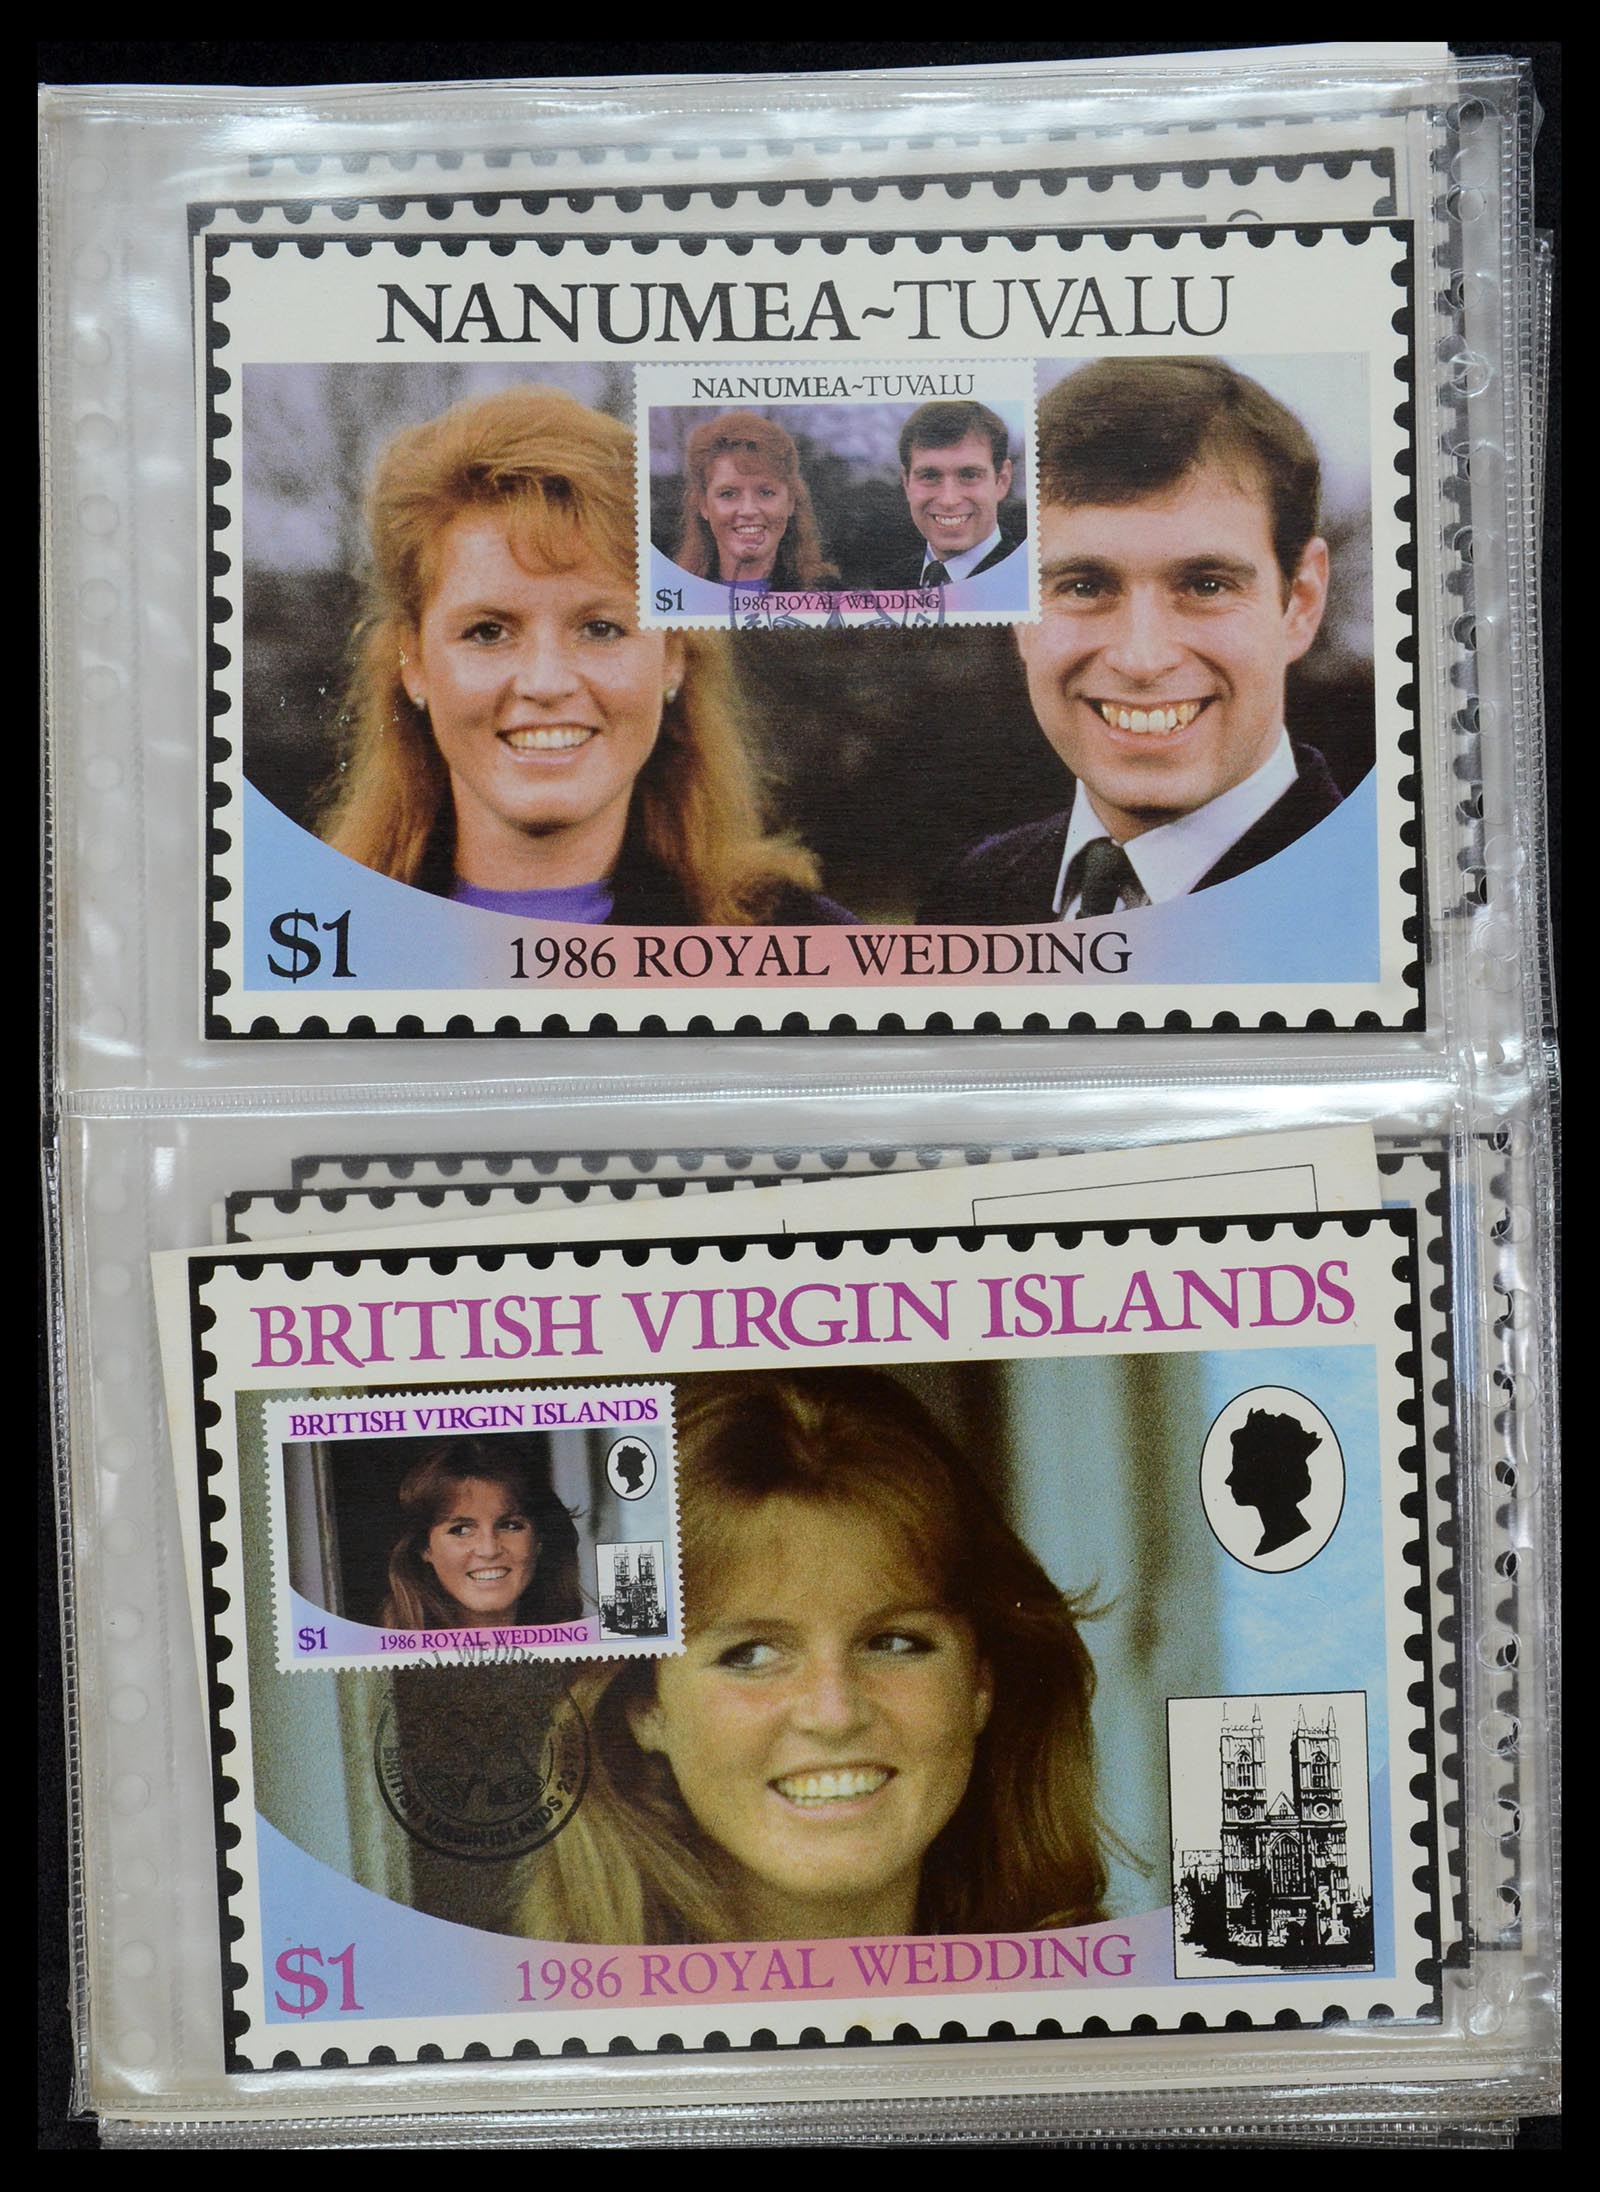 NANUMEA~TUVALU
NANUMEA~TUVALU
$1
1986 ROYAL WEDDING
$1
1986 ROYAL WEDDING
BRITISH VIRGIN ISLANDS
BRITISH VIRGIN ISLANDS
$1
1986 ROYAL WEDDING
BRITISH VIRGIN ISLANDS
$1
1986 ROYAL WEDDING